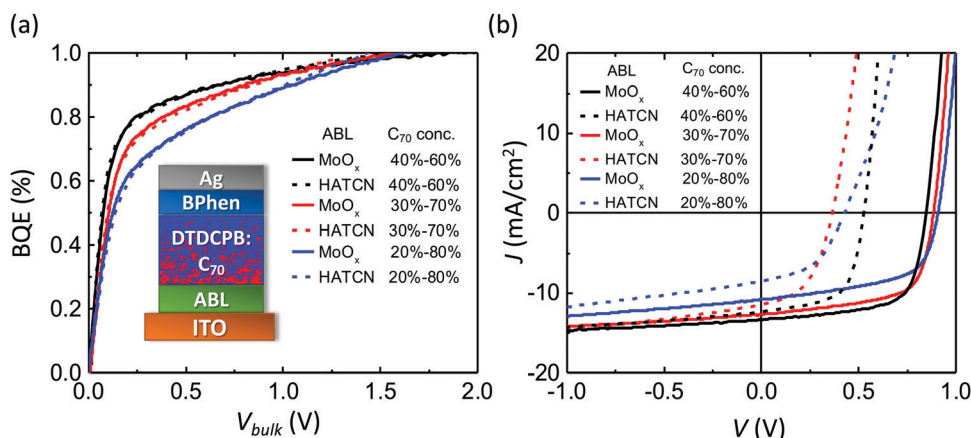 (a)
BQE (%)
1.0
0.8
0.6
0.4
0.2
0.0
0.0 0.5 1.0 1.5 2.0
V_bulk (V)
ABL C70 conc.
MoOx 40%-60%
HATCN 40%-60%
MoOx 30%-70%
HATCN 30%-70%
MoOx 20%-80%
HATCN 20%-80%
Ag
BPhen
DTDCPB:
C70
ABL
ITO
(b)
J (mA/cm²)
20
10
0
-10
-20
-1.0 -0.5 0.0 0.5 1.0
V (V)
ABL C70 conc.
MoOx 40%-60%
HATCN 40%-60%
MoOx 30%-70%
HATCN 30%-70%
MoOx 20%-80%
HATCN 20%-80%